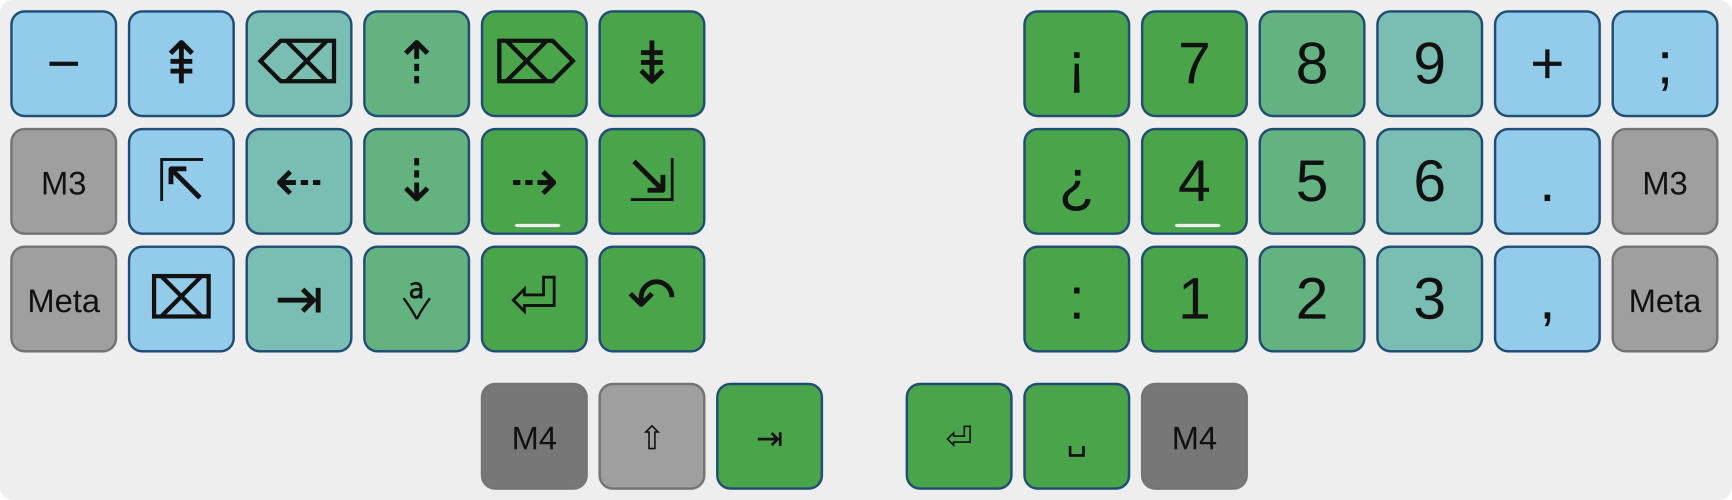 − ⇞ ⌫ ⇡ ⌦ ⇟ ¡ 7 8 9 + ;
M3 ⇱ ⇠ ⇣ ⇢ ⇲ ¿ 4 5 6 . M3
Meta ⌧ ⇥ ⎀ ⏎ ↶ : 1 2 3 , Meta
M4 ⇧ ⇥ ⏎ ␣ M4